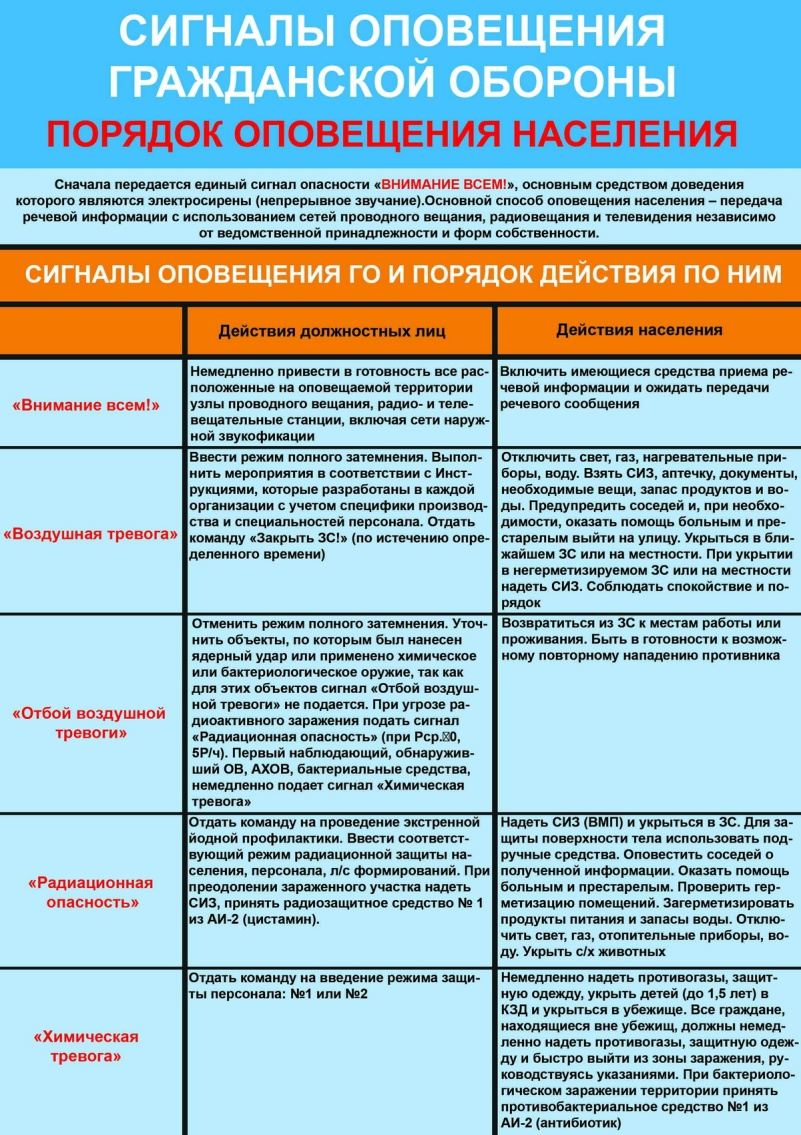 СИГНАЛЫ ОПОВЕЩЕНИЯ
ГРАЖДАНСКОЙ ОБОРОНЫ
ПОРЯДОК ОПОВЕЩЕНИЯ НАСЕЛЕНИЯ
Сначала передается единый сигнал опасности «ВНИМАНИЕ ВСЕМ!», основным средством доведения
которого являются электросирены (непрерывное звучание).Основной способ оповещения населения – передача
речевой информации с использованием сетей проводного вещания, радиовещания и телевидения независимо
от ведомственной принадлежности и форм собственности.
СИГНАЛЫ ОПОВЕЩЕНИЯ ГО И ПОРЯДОК ДЕЙСТВИЯ ПО НИМ
Действия должностных лиц
Действия населения
«Внимание всем!»
Немедленно привести в готовность все рас-
положенные на оповещаемой территории
узлы проводного вещания, радио- и теле-
вещательные станции, включая сети наруж-
ной звукофикации
Включить имеющиеся средства приема ре-
чевой информации и ожидать передачи
речевого сообщения
«Воздушная тревога»
Ввести режим полного затемнения. Выпол-
нить мероприятия в соответствии с Инст-
рукциями, которые разработаны в каждой
организации с учетом специфики производ-
ства и специальностей персонала. Отдать
команду «Закрыть ЗС!» (по истечению опре-
деленного времени)
Отключить свет, газ, нагревательные при-
боры, воду. Взять СИЗ, аптечку, документы,
необходимые вещи, запас продуктов и во-
ды. Предупредить соседей и, при необхо-
димости, оказать помощь больным и пре-
старелым выйти на улицу. Укрыться в бли-
жайшем ЗС или на местности. При укрытии
в негерметизируемом ЗС или на местности
надеть СИЗ. Соблюдать спокойствие и по-
рядок
«Отбой воздушной
тревоги»
Отменить режим полного затемнения. Уточ-
нить объекты, по которым был нанесен
ядерный удар или применено химическое
или бактериологическое оружие, так как
для этих объектов сигнал «Отбой воздуш-
ной тревоги» не подается. При угрозе ра-
диоактивного заражения подать сигнал
«Радиационная опасность» (при Рср.0,
5Р/ч). Первый наблюдающий, обнаружив-
ший ОВ, АХОВ, бактериальные средства,
немедленно подает сигнал «Химическая
тревога»
Возвратиться из ЗС к местам работы или
проживания. Быть в готовности к возмож-
ному повторному нападению противника
«Радиационная
опасность»
Отдать команду на проведение экстренной
йодной профилактики. Ввести соответст-
вующий режим радиационной защиты на-
селения, персонала, л/с формирований. При
преодолении зараженного участка надеть
СИЗ, принять радиозащитное средство № 1
из АИ-2 (цистамин).
Надеть СИЗ (ВМП) и укрыться в ЗС. Для за-
щиты поверхности тела использовать под-
ручные средства. Оповестить соседей о
полученной информации. Оказать помощь
больным и престарелым. Проверить гер-
метизацию помещений. Загерметизировать
продукты питания и запасы воды. Отклю-
чить свет, газ, отопительные приборы, во-
ду. Укрыть с/х животных
«Химическая
тревога»
Отдать команду на введение режима защи-
ты персонала: №1 или №2
Немедленно надеть противогазы, защит-
ную одежду, укрыть детей (до 1,5 лет) в
КЗД и укрыться в убежище. Все граждане,
находящиеся вне убежищ, должны немед-
ленно надеть противогазы, защитную одеж-
ду и быстро выйти из зоны заражения, ру-
ководствуясь указаниями. При бактериоло-
гическом заражении территории принять
противобактериальное средство №1 из
АИ-2 (антибиотик)